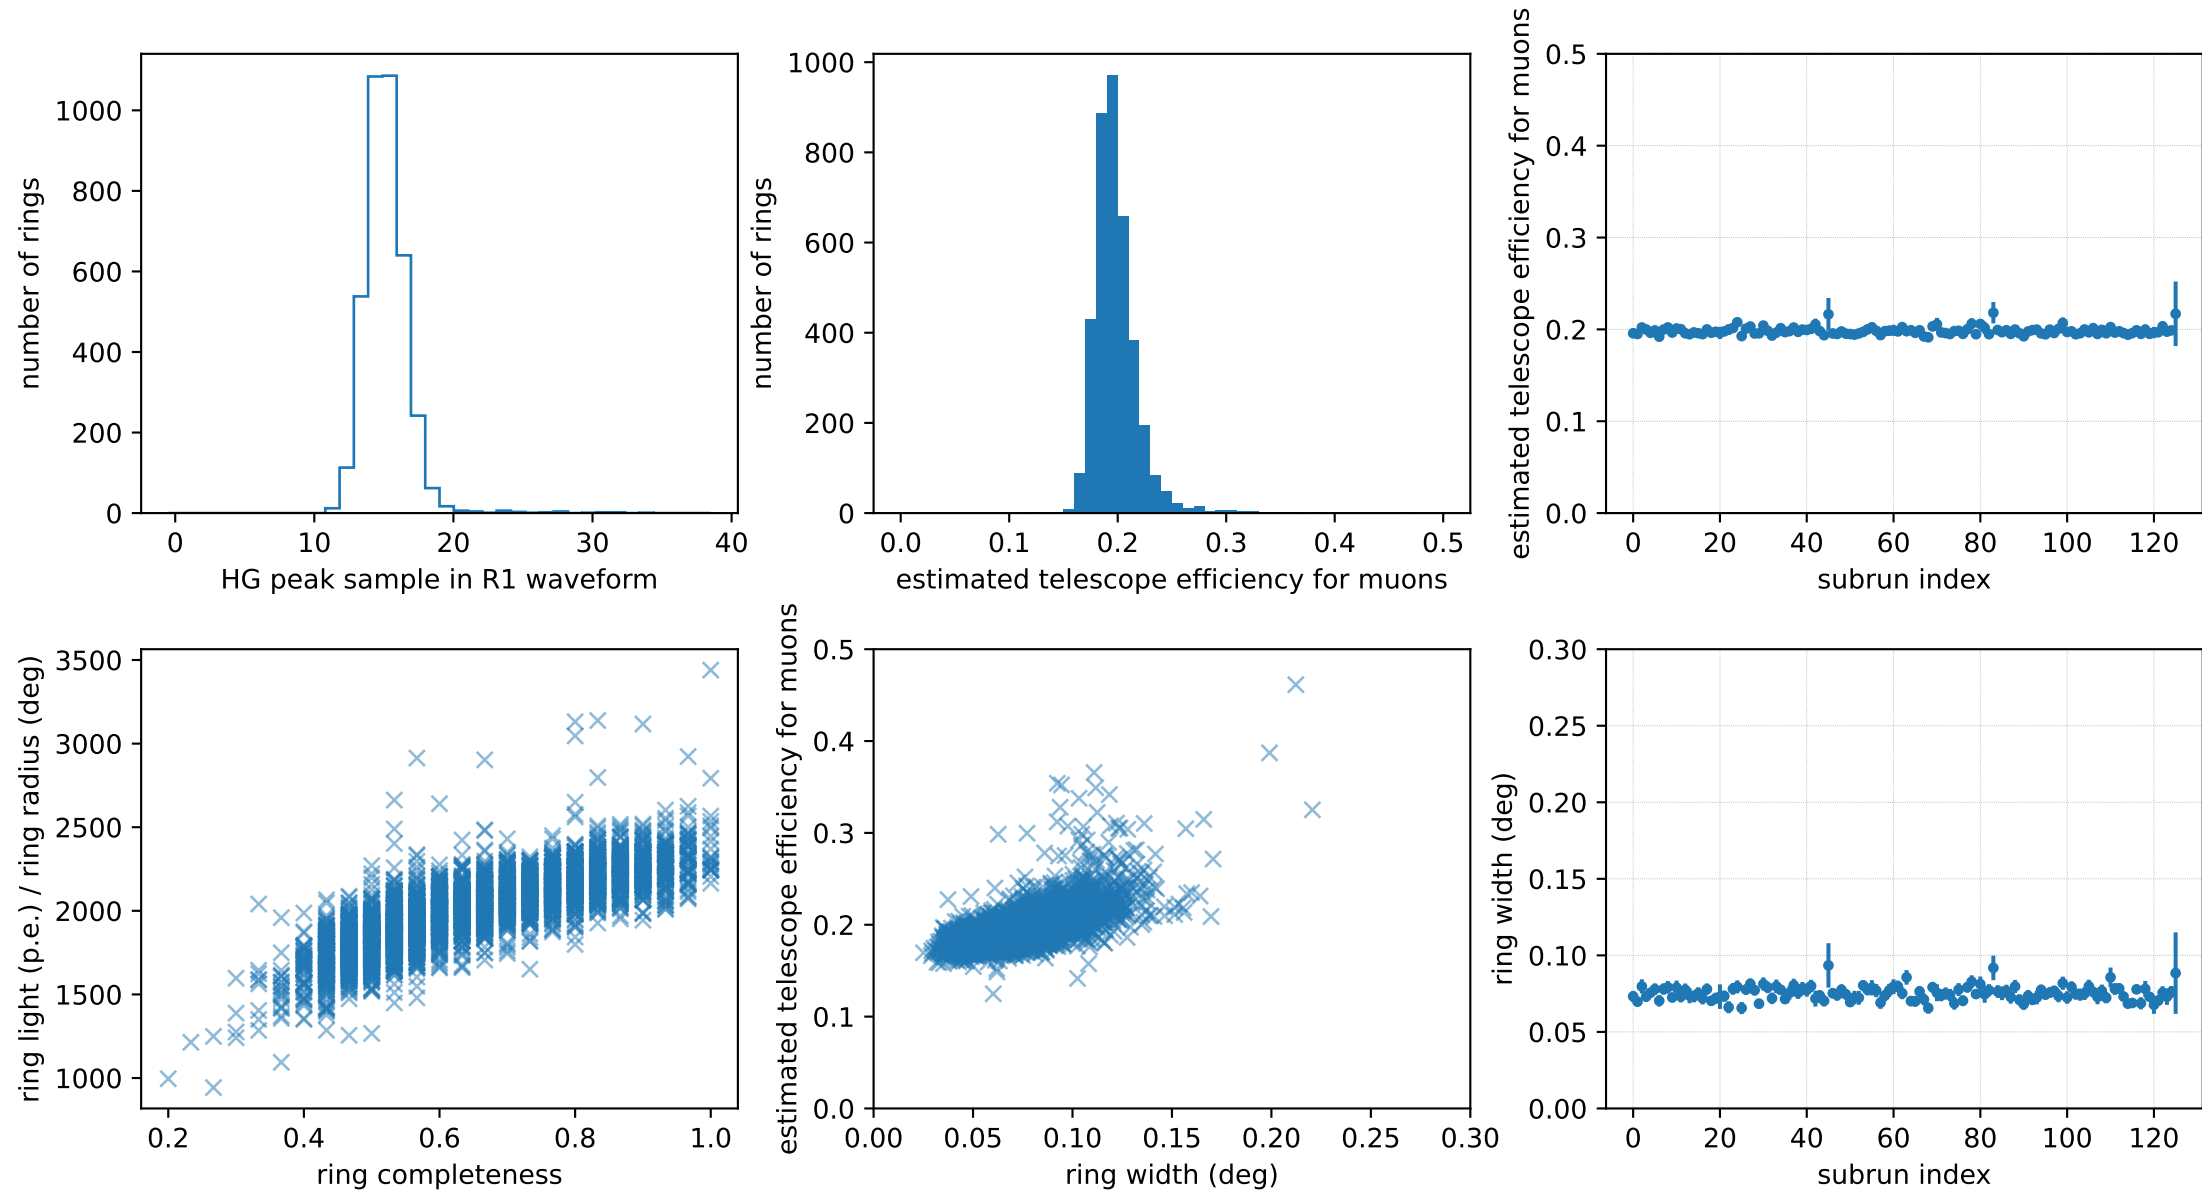 number of rings
1000
800
600
400
200
0
0 10 20 30 40
HG peak sample in R1 waveform
number of rings
1000
800
600
400
200
0
0.0 0.1 0.2 0.3 0.4 0.5
estimated telescope efficiency for muons
estimated telescope efficiency for muons
0.5
0.4
0.3
0.2
0.1
0.0
0 20 40 60 80 100 120
subrun index
ring light (p.e.) / ring radius (deg)
3500
3000
2500
2000
1500
1000
0.2 0.4 0.6 0.8 1.0
ring completeness
estimated telescope efficiency for muons
0.5
0.4
0.3
0.2
0.1
0.0
0.00 0.05 0.10 0.15 0.20 0.25 0.30
ring width (deg)
ring width (deg)
0.30
0.25
0.20
0.15
0.10
0.05
0.00
0 20 40 60 80 100 120
subrun index